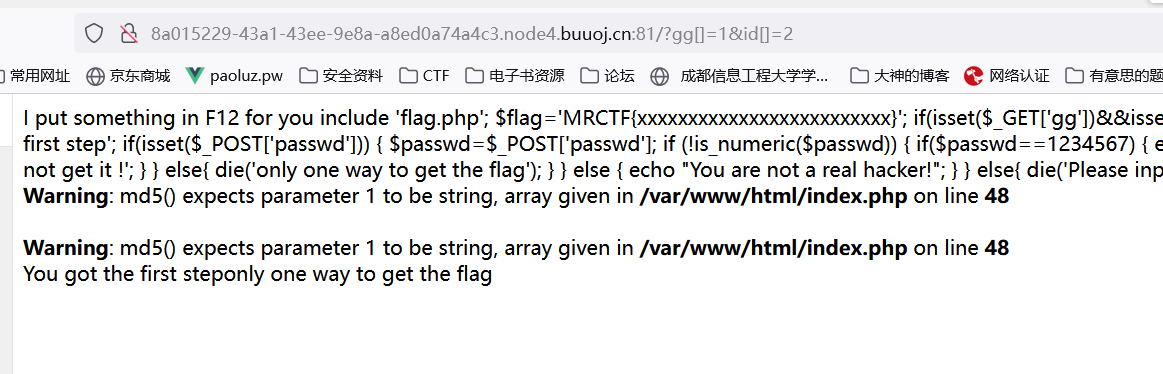 8a015229-43a1-43ee-9e8a-a8ed0a74a4c3.node4.buuoj.cn:81/?gg[]=1&id[]=2
常用网址 京东商城 paoluz.pw 安全资料 CTF 电子书资源 论坛 成都信息工程大学学... 大神的博客 网络认证 有意思的题
I put something in F12 for you include 'flag.php'; $flag='MRCTF{xxxxxxxxxxxxxxxxxxxxxxxxx}'; if(isset($_GET['gg'])&&isse
first step'; if(isset($_POST['passwd'])) { $passwd=$_POST['passwd']; if (!is_numeric($passwd)) { if($passwd==1234567) { e
not get it !'; } } else{ die('only one way to get the flag'); } } else { echo "You are not a real hacker!"; } } else{ die('Please inp
Warning: md5() expects parameter 1 to be string, array given in /var/www/html/index.php on line 48
Warning: md5() expects parameter 1 to be string, array given in /var/www/html/index.php on line 48
You got the first steponly one way to get the flag